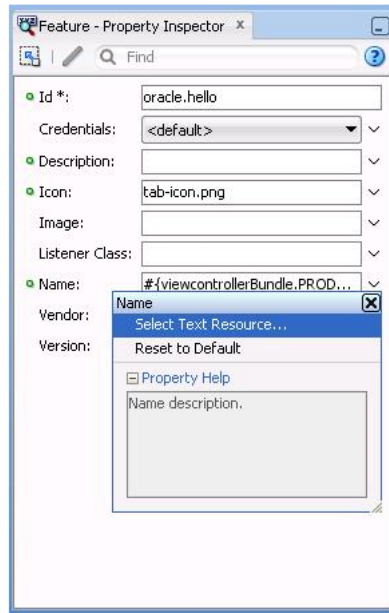 Feature - Property Inspector x
Find
Id *: oracle.hello
Credentials: <default>
Description:
Icon: tab-icon.png
Image:
Listener Class:
Name: #{viewcontrollerBundle.PROD...
Vendor:
Version:
Name
Select Text Resource...
Reset to Default
Property Help
Name description.